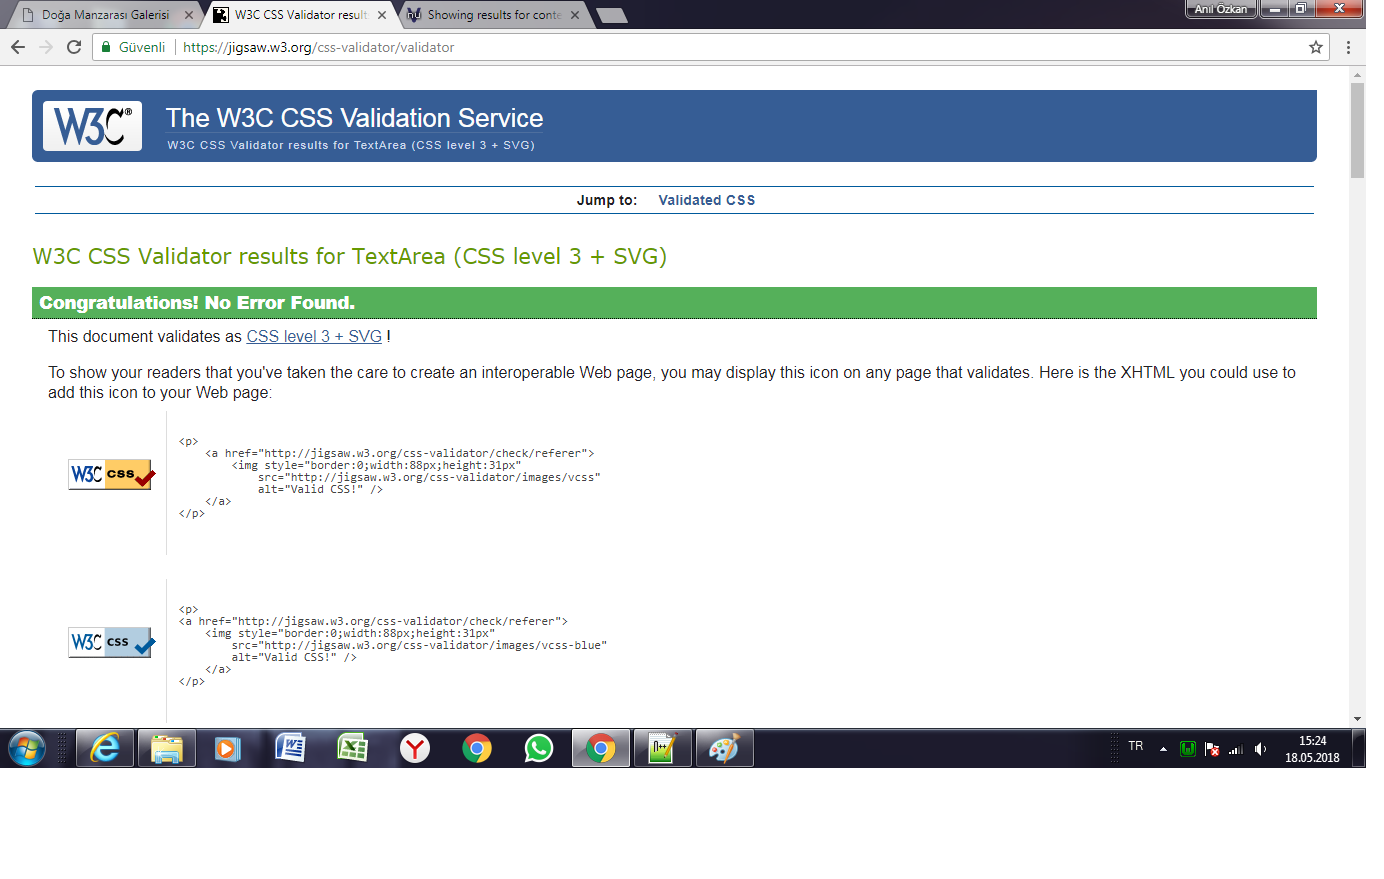 Doğa Manzarası Galerisi
W3C CSS Validator result
Showing results for conte
Anıl Özkan
Güvenli
https://jigsaw.w3.org/css-validator/validator
W3C®
The W3C CSS Validation Service
W3C CSS Validator results for TextArea (CSS level 3 + SVG)
Jump to: Validated CSS
W3C CSS Validator results for TextArea (CSS level 3 + SVG)
Congratulations! No Error Found.
This document validates as CSS level 3 + SVG !
To show your readers that you've taken the care to create an interoperable Web page, you may display this icon on any page that validates. Here is the XHTML you could use to
add this icon to your Web page:
W3C css
<p>
<a href="http://jigsaw.w3.org/css-validator/check/referer">
<img style="border:0;width:88px;height:31px"
src="http://jigsaw.w3.org/css-validator/images/vcss"
alt="Valid CSS!" />
</a>
</p>
W3C css
<p>
<a href="http://jigsaw.w3.org/css-validator/check/referer">
<img style="border:0;width:88px;height:31px"
src="http://jigsaw.w3.org/css-validator/images/vcss-blue"
alt="Valid CSS!" />
</a>
</p>
TR
15:24
18.05.2018